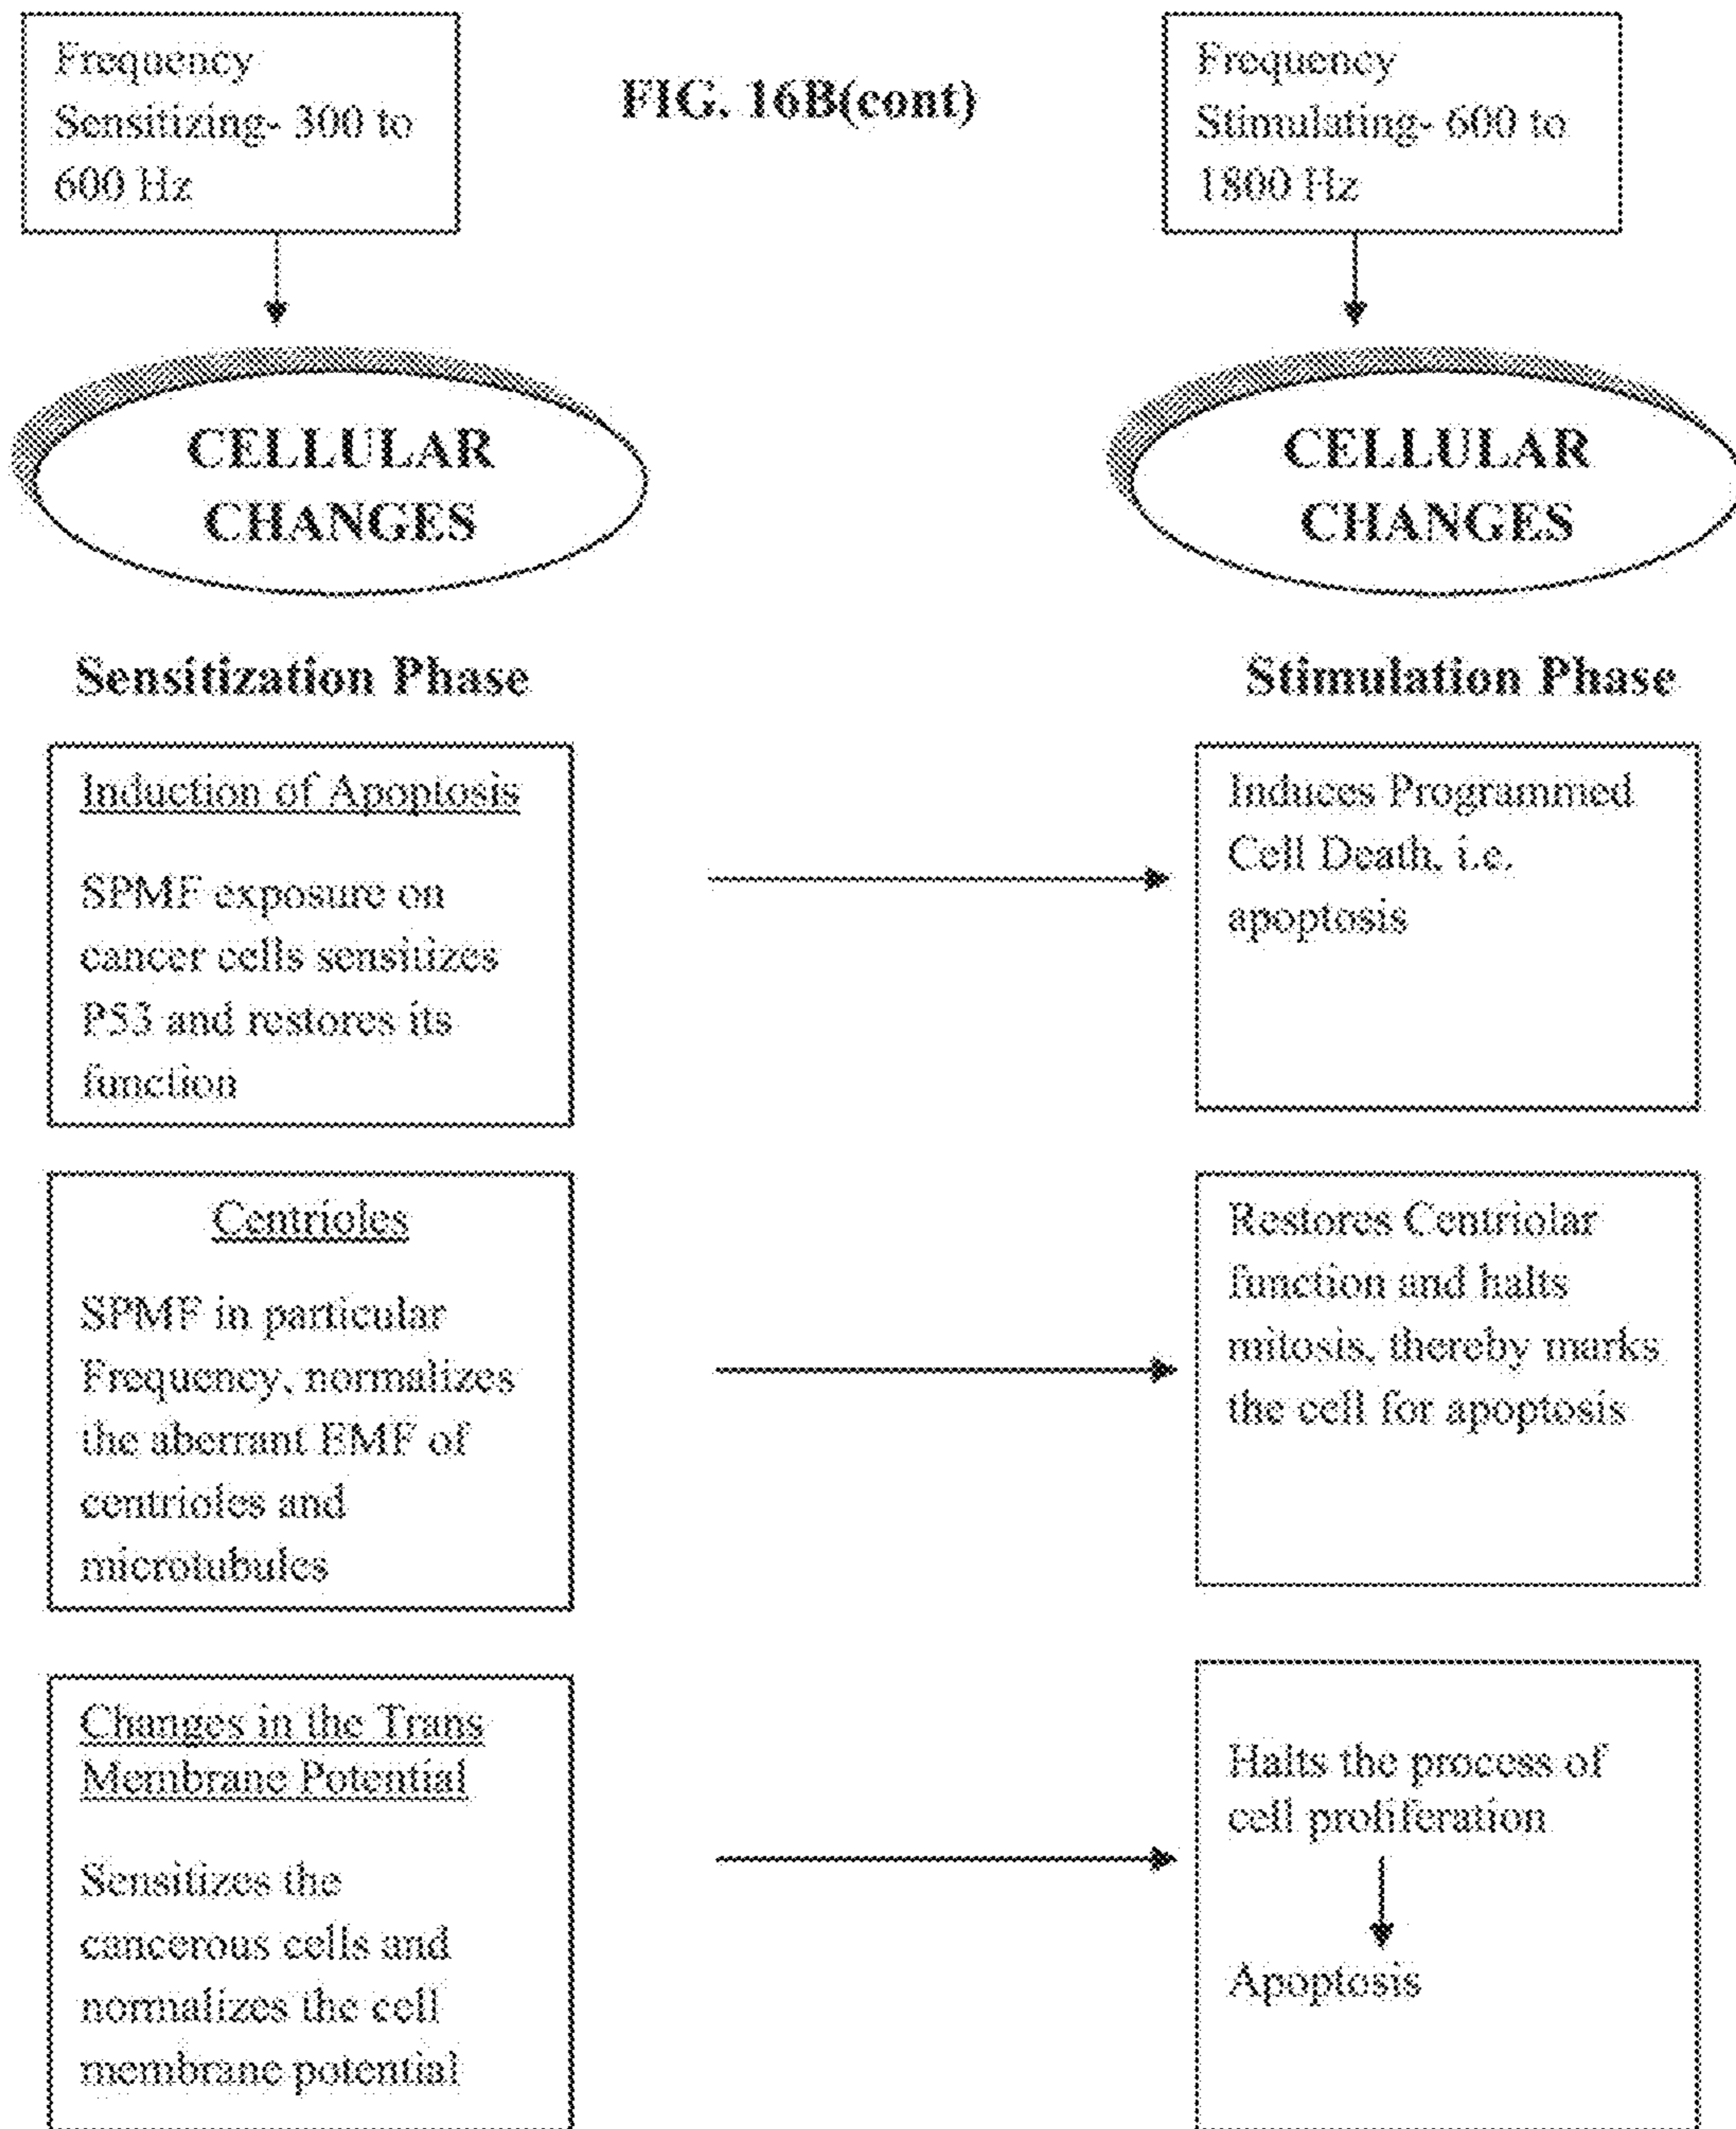 Frequency
Sensitizing- 300 to
600 Hz
FIG. 16B(cont)
Frequency
Stimulating- 600 to
1800 Hz
CELLULAR
CHANGES
CELLULAR
CHANGES
Sensitization Phase
Stimulation Phase
Induction of Apoptosis
SPMF exposure on
cancer cells sensitizes
P53 and restores its
function
Induces Programmed
Cell Death, i.e.
apoptosis
Centrioles
SPMF in particular
Frequency, normalizes
the aberrant EMF of
centrioles and
microtubules
Restores Centriolar
function and halts
mitosis, thereby marks
the cell for apoptosis
Changes in the Trans
Membrane Potential
Sensitizes the
cancerous cells and
normalizes the cell
membrane potential
Halts the process of
cell proliferation
Apoptosis